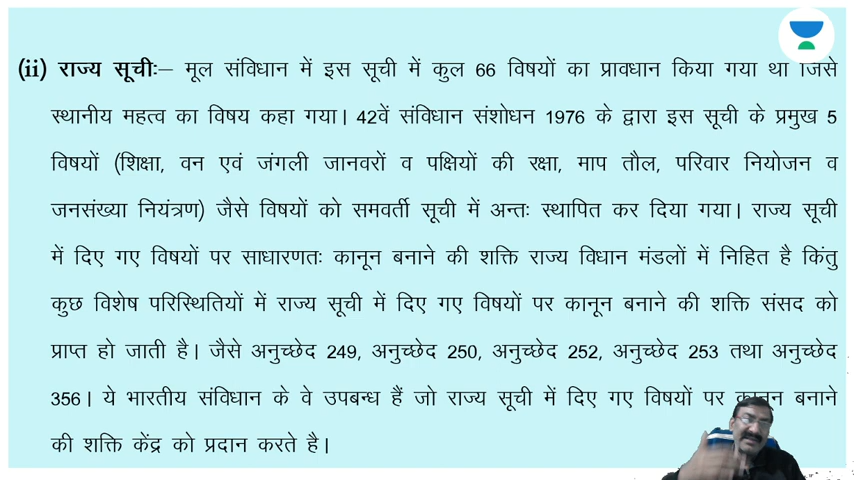 (ii) राज्य सूचीः– मूल संविधान में इस सूची में कुल 66 विषयों का प्रावधान किया गया था जिसे
स्थानीय महत्व का विषय कहा गया। 42वें संविधान संशोधन 1976 के द्वारा इस सूची के प्रमुख 5
विषयों (शिक्षा, वन एवं जंगली जानवरों व पक्षियों की रक्षा, माप तौल, परिवार नियोजन व
जनसंख्या नियंत्रण) जैसे विषयों को समवर्ती सूची में अन्तः स्थापित कर दिया गया। राज्य सूची
में दिए गए विषयों पर साधारणतः कानून बनाने की शक्ति राज्य विधान मंडलों में निहित है किंतु
कुछ विशेष परिस्थितियों में राज्य सूची में दिए गए विषयों पर कानून बनाने की शक्ति संसद को
प्राप्त हो जाती है। जैसे अनुच्छेद 249, अनुच्छेद 250, अनुच्छेद 252, अनुच्छेद 253 तथा अनुच्छेद
356। ये भारतीय संविधान के वे उपबन्ध हैं जो राज्य सूची में दिए गए विषयों पर कानून बनाने
की शक्ति केंद्र को प्रदान करते है।